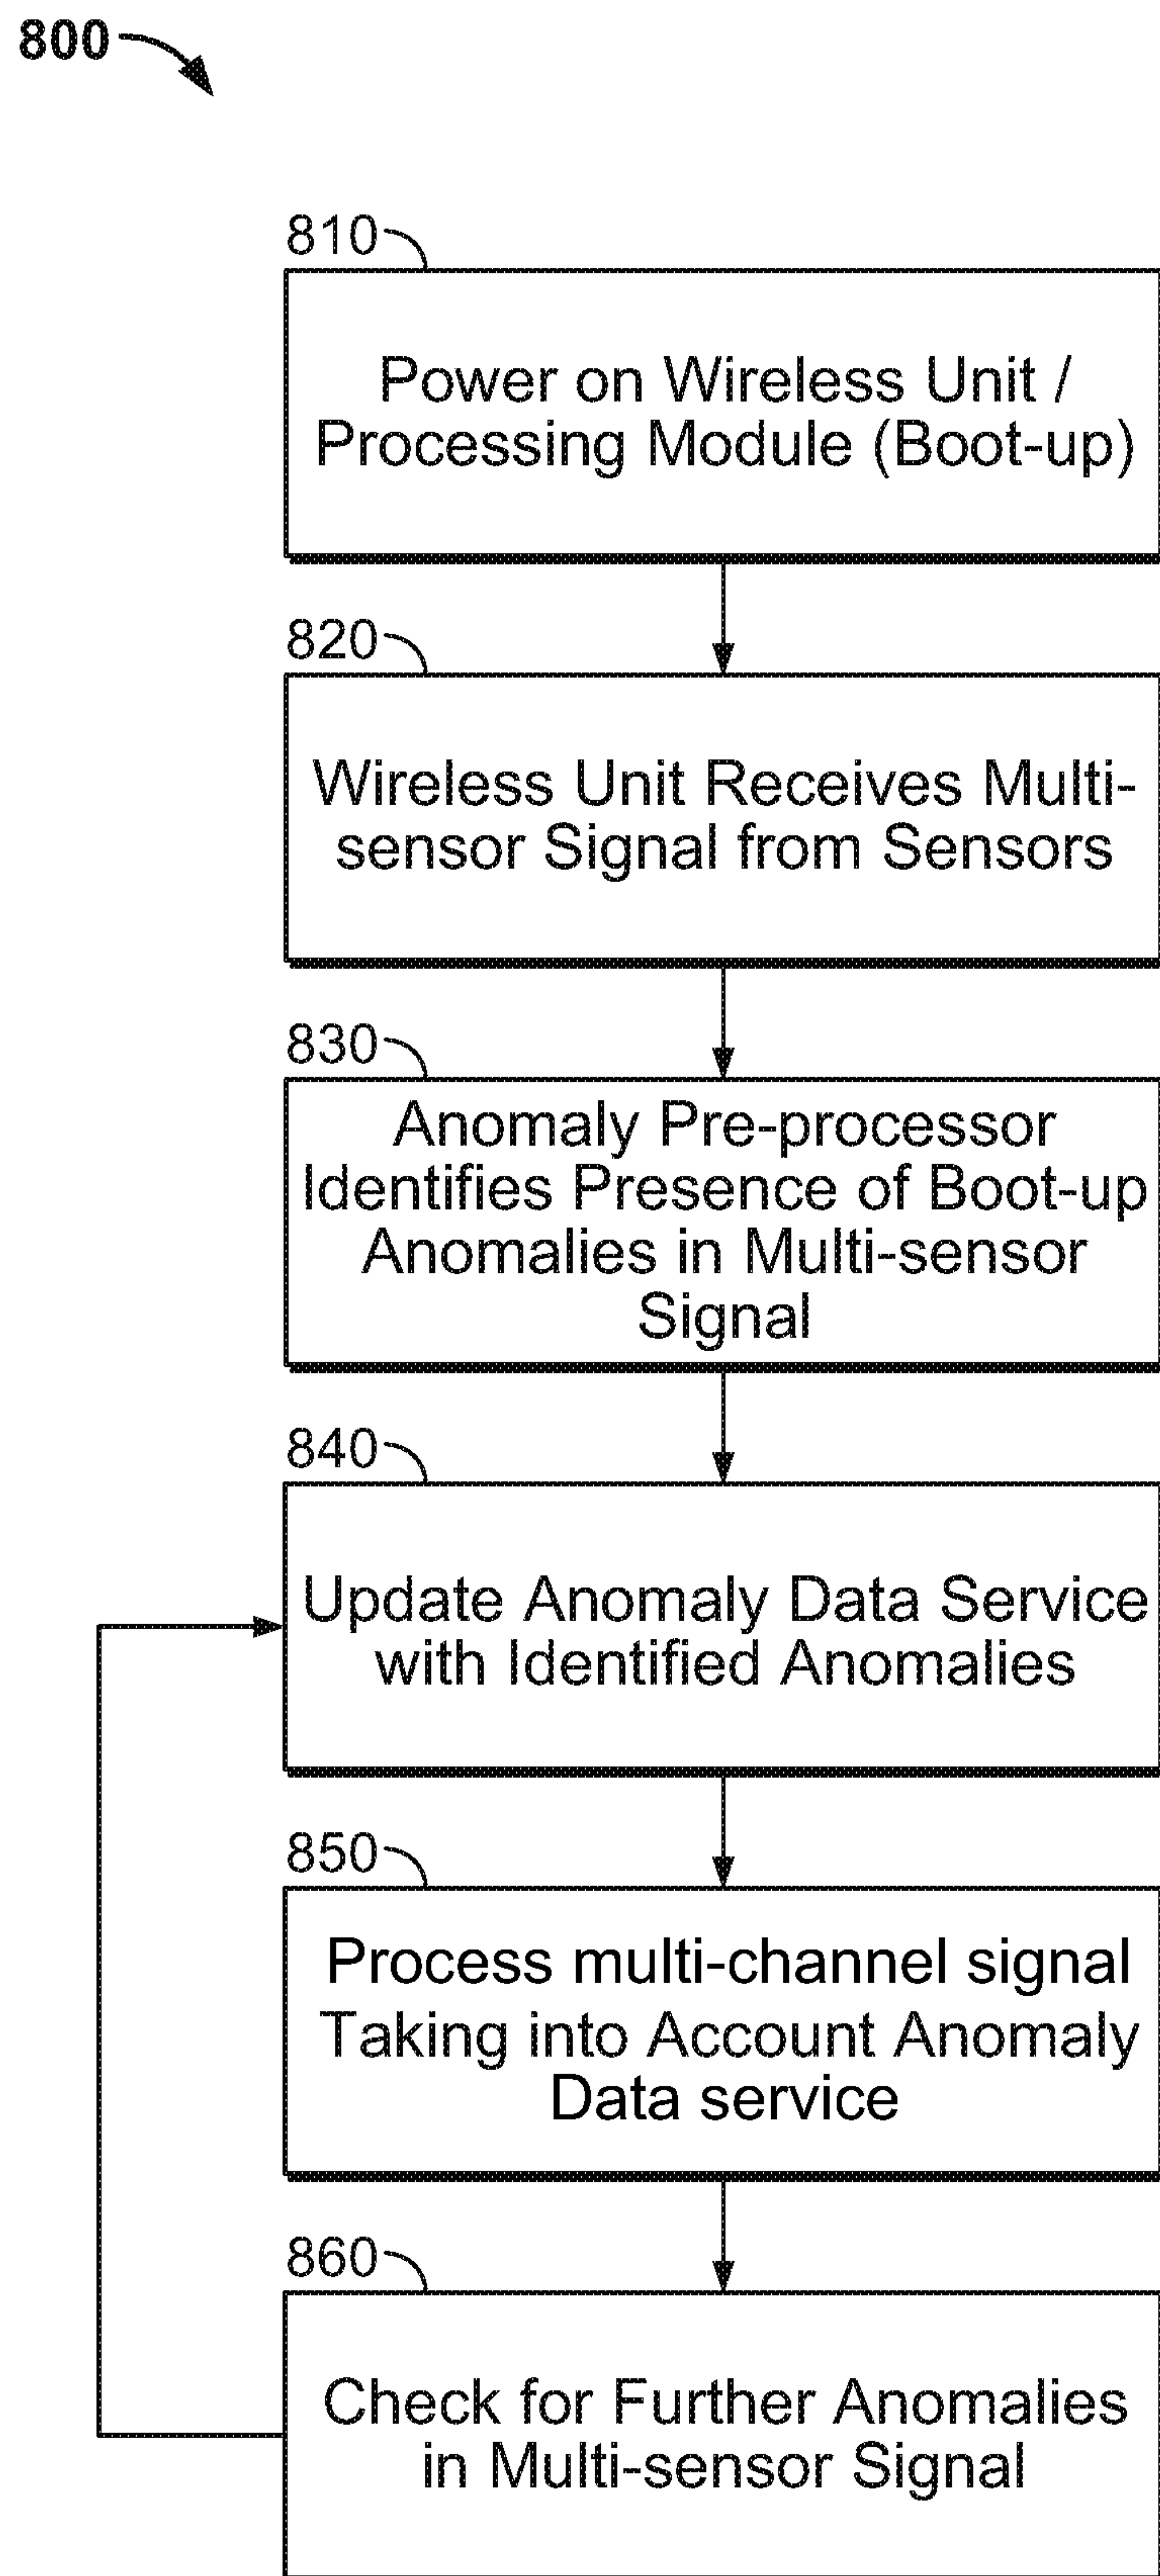 800
810
Power on Wireless Unit /
Processing Module (Boot-up)
820
Wireless Unit Receives Multi-
sensor Signal from Sensors
830
Anomaly Pre-processor
Identifies Presence of Boot-up
Anomalies in Multi-sensor
Signal
840
Update Anomaly Data Service
with Identified Anomalies
850
Process multi-channel signal
Taking into Account Anomaly
Data service
860
Check for Further Anomalies
in Multi-sensor Signal